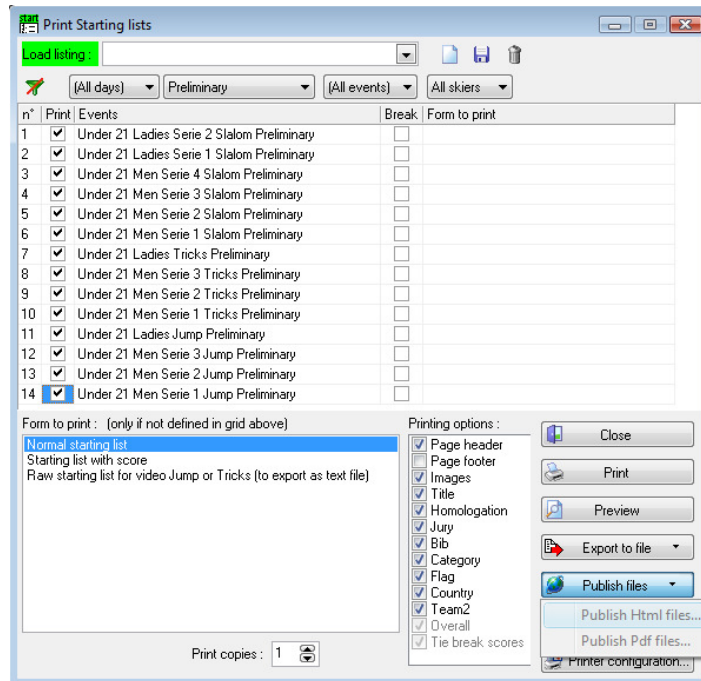 start
Print Starting lists
Load listing :
(All days)
Preliminary
(All events)
All skiers
n° Print Events Break Form to print
1 Under 21 Ladies Serie 2 Slalom Preliminary
2 Under 21 Ladies Serie 1 Slalom Preliminary
3 Under 21 Men Serie 4 Slalom Preliminary
4 Under 21 Men Serie 3 Slalom Preliminary
5 Under 21 Men Serie 2 Slalom Preliminary
6 Under 21 Men Serie 1 Slalom Preliminary
7 Under 21 Ladies Tricks Preliminary
8 Under 21 Men Serie 3 Tricks Preliminary
9 Under 21 Men Serie 2 Tricks Preliminary
10 Under 21 Men Serie 1 Tricks Preliminary
11 Under 21 Ladies Jump Preliminary
12 Under 21 Men Serie 3 Jump Preliminary
13 Under 21 Men Serie 2 Jump Preliminary
14 Under 21 Men Serie 1 Jump Preliminary
Form to print : (only if not defined in grid above)
Normal starting list
Starting list with score
Raw starting list for video Jump or Tricks (to export as text file)
Print copies : 1
Printing options :
Page header
Page footer
Images
Title
Homologation
Jury
Bib
Category
Flag
Country
Team2
Overall
Tie break scores
Close
Print
Preview
Export to file
Publish files
Publish Html files...
Publish Pdf files...
Printer configuration...